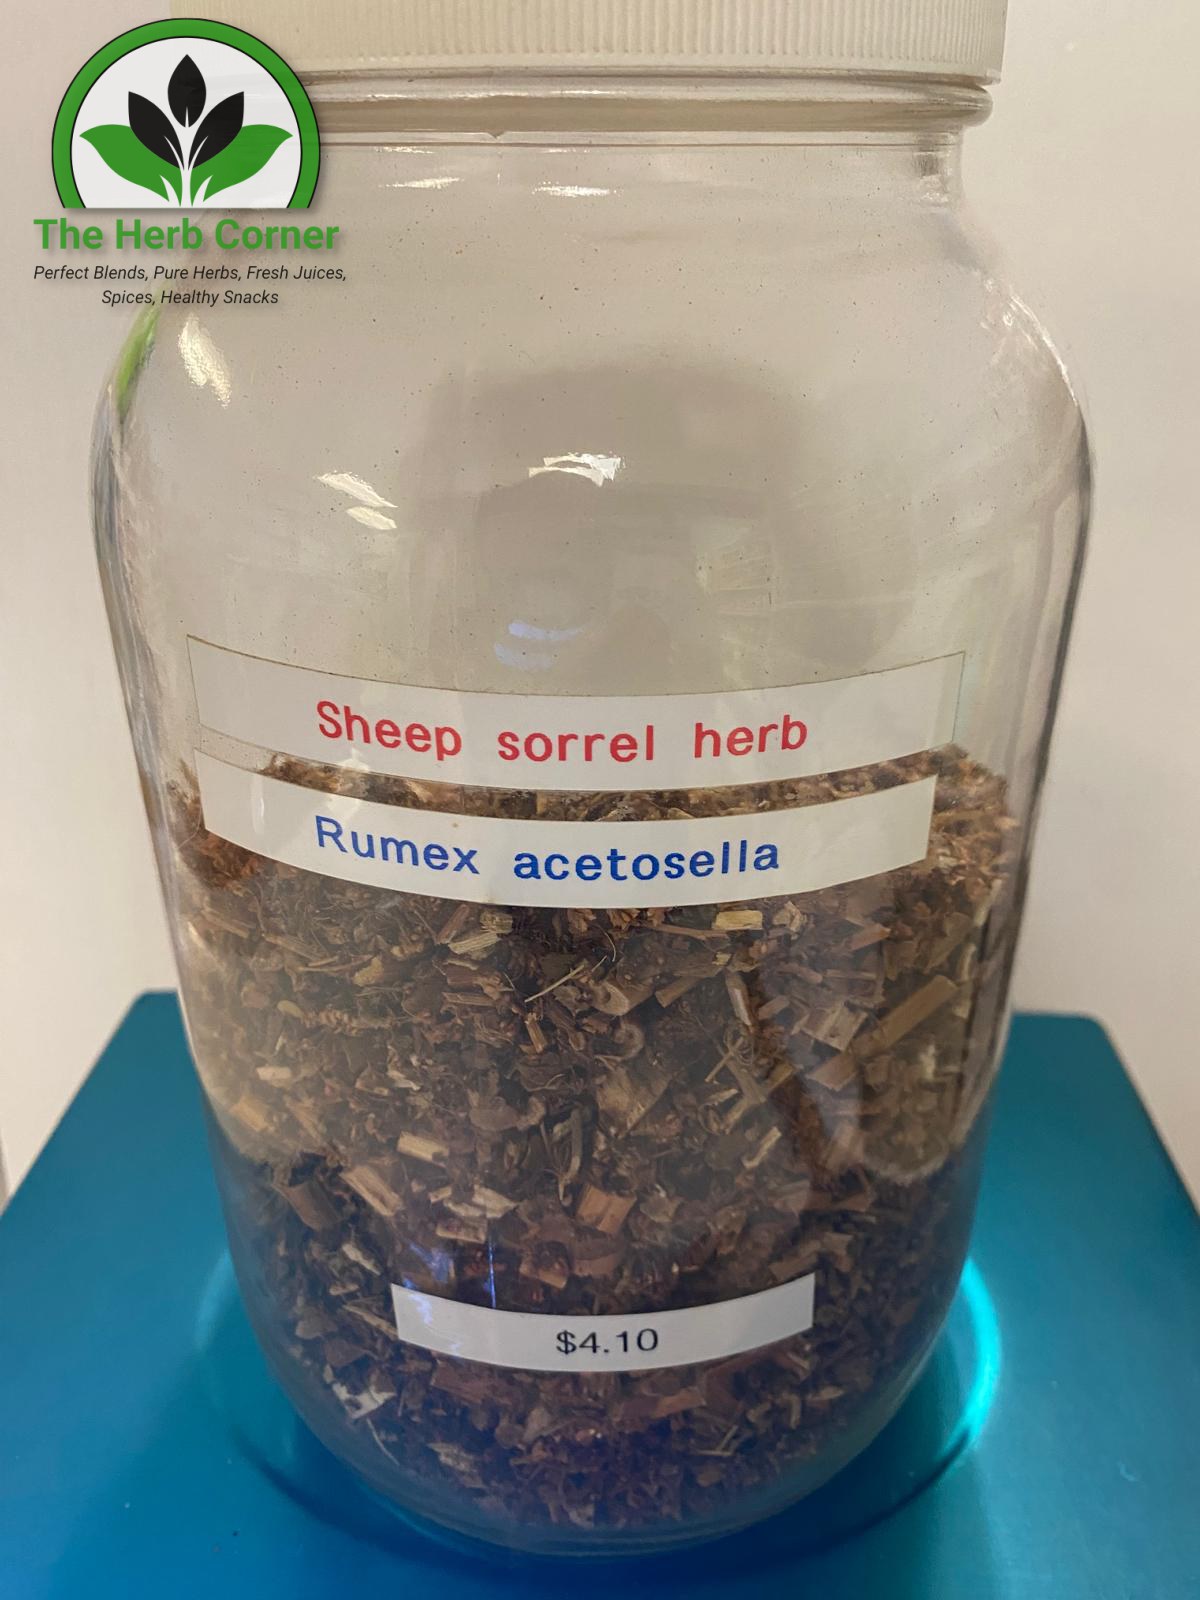 The Herb Corner
Perfect Blends, Pure Herbs, Fresh Juices,
Spices, Healthy Snacks
Sheep sorrel herb
Rumex acetosella
$4.10